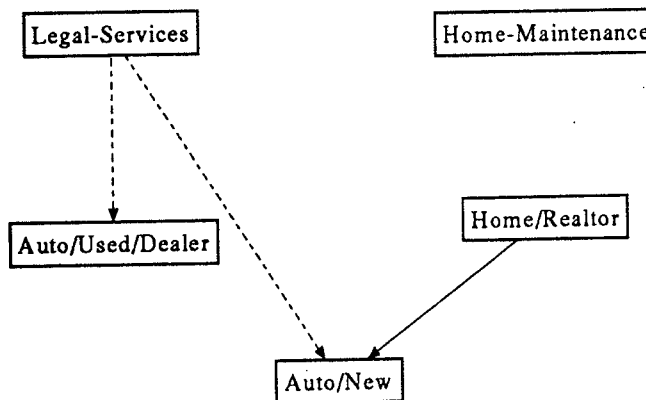 Legal-Services
Home-Maintenance
Auto/Used/Dealer
Home/Realtor
Auto/New